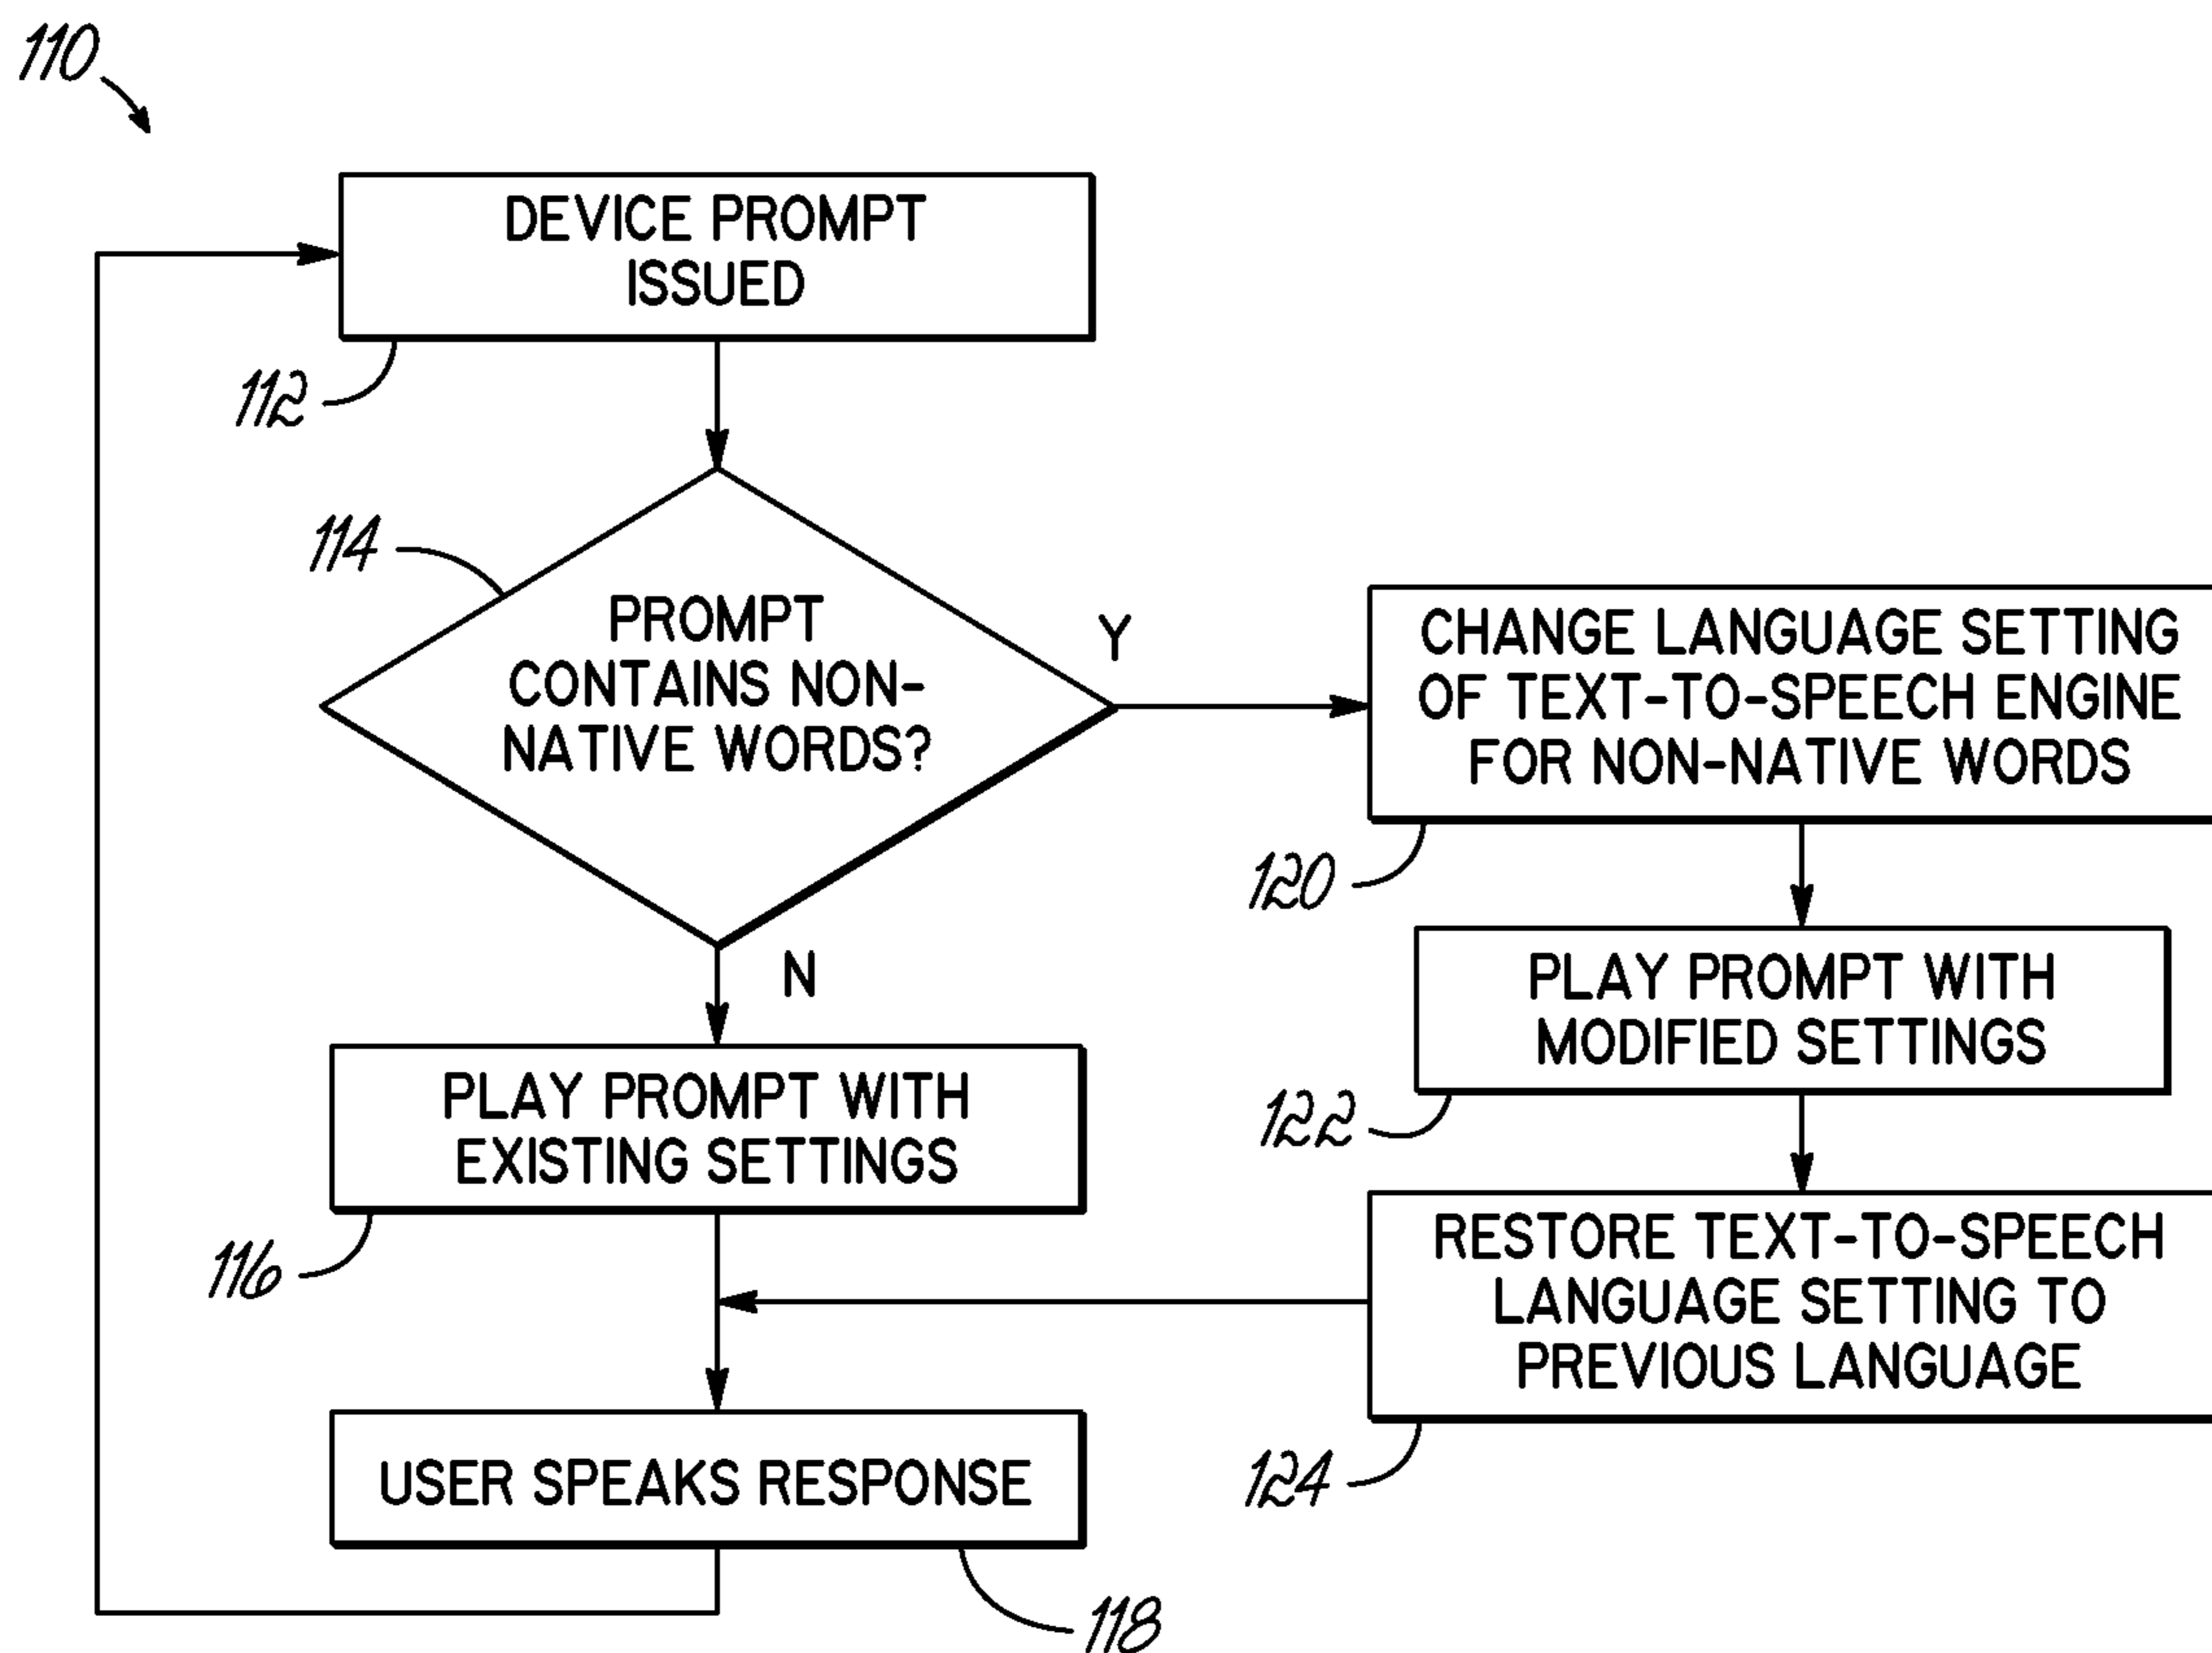 110
DEVICE PROMPT
ISSUED
112
114
PROMPT
CONTAINS NON-
NATIVE WORDS?
Y
N
CHANGE LANGUAGE SETTING
OF TEXT-TO-SPEECH ENGINE
FOR NON-NATIVE WORDS
120
PLAY PROMPT WITH
MODIFIED SETTINGS
122
PLAY PROMPT WITH
EXISTING SETTINGS
116
RESTORE TEXT-TO-SPEECH
LANGUAGE SETTING TO
PREVIOUS LANGUAGE
124
USER SPEAKS RESPONSE
118